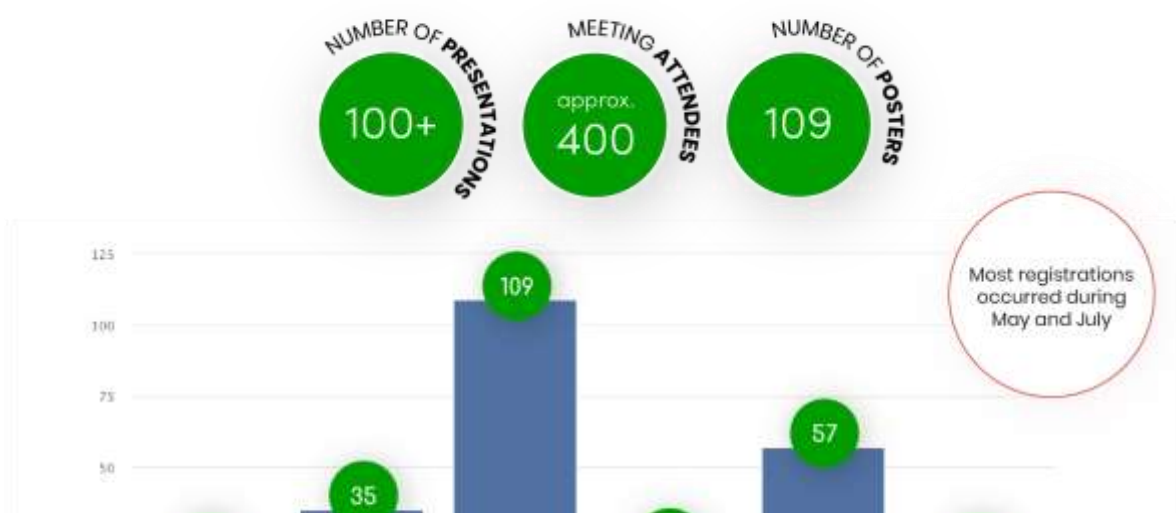 NUMBER OF PRESENTATIONS
100+
MEETING ATTENDEES
approx.
400
NUMBER OF POSTERS
109
Most registrations
occurred during
May and July
125
100
75
50
109
57
35